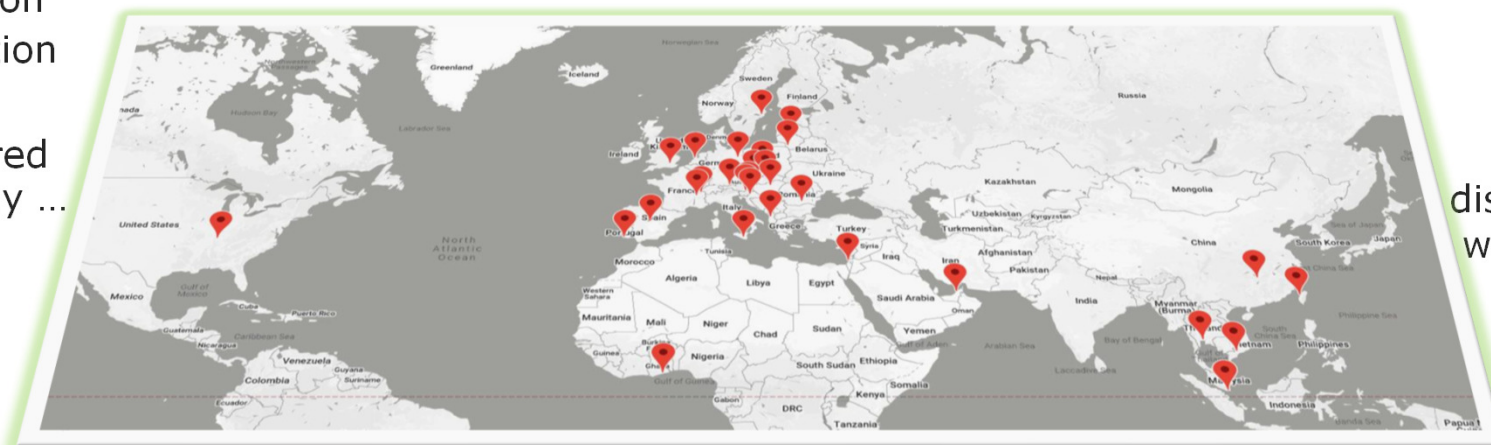 on
tion
red
y ...
dis
w
Norwegian Sea
Greenland
Iceland
Sweden
Finland
Norway
Russia
nada
Hudson Bay
Labrador Sea
Ireland
Belarus
Ukraine
Kazakhstan
Mongolia
United States
Italy
Spain
Greece
Turkey
Syria
Uzbekistan
Kyrgyzstan
Turkmenistan
China
South Korea
Japan
Sea of Japan
North
Atlantic
Ocean
Morocco
Tunisia
Iraq
Iran
Afghanistan
Pakistan
Nepal
Algeria
Libya
Egypt
Mexico
Gulf of
Mexico
Cuba
Puerto Rico
Western
Sahara
Saudi Arabia
Oman
India
Myanmar
(Burma
Mauritania
Mali
Niger
Chad
Sudan
Yemen
Gulf of Aden
Arabian Sea
Bay of Bengal
South
China Sea
Philippine Sea
Guatemala
Nicaragua
Caribbean Sea
Guinea
Nigeria
South Sudan
Ethiopia
Philippines
Venezuela
Guyana
Suriname
Colombia
Gulf of Guinea
Somalia
Laccadive Sea
Ecuador
Gabon
Kenya
DRC
Tanzania
Indonesia
Banda Sea
Papua